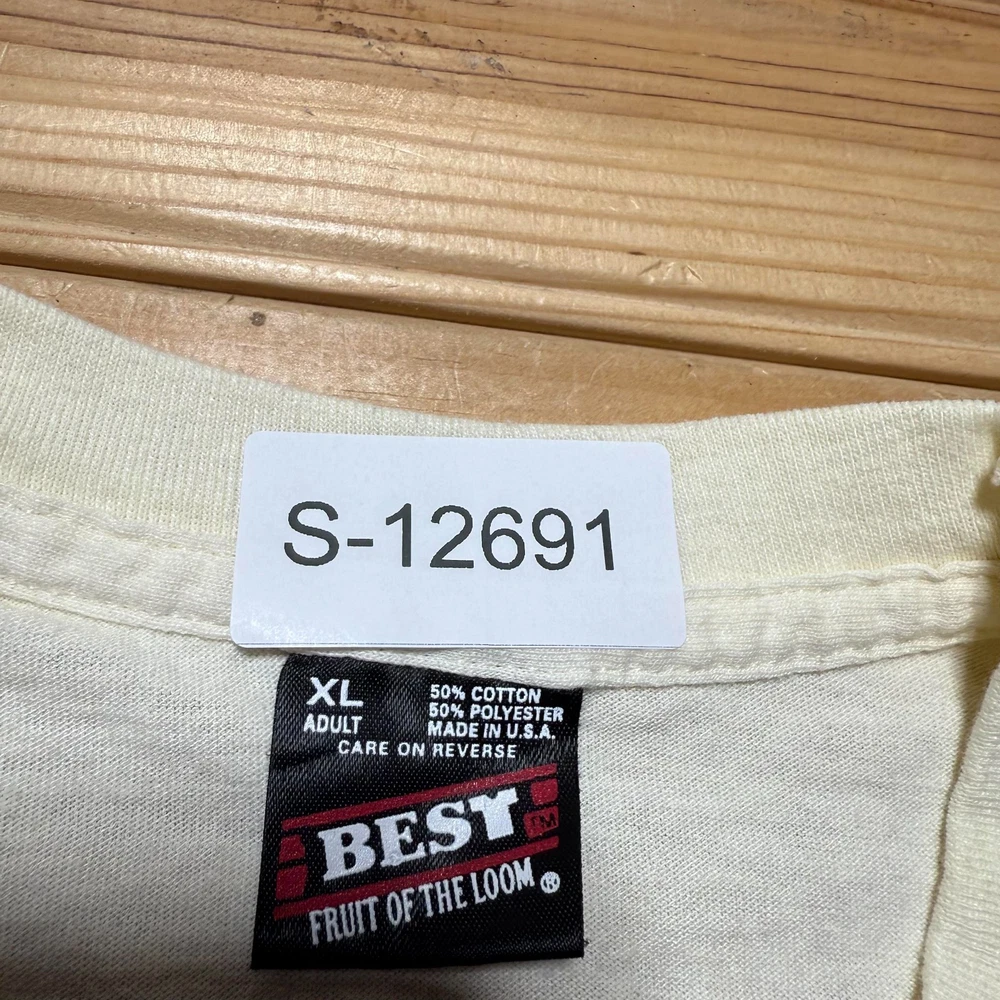 S-12691
XL
ADULT
50% COTTON
50% POLYESTER
MADE IN U.S.A.
CARE ON REVERSE
BEST TM
FRUIT OF THE LOOM ®